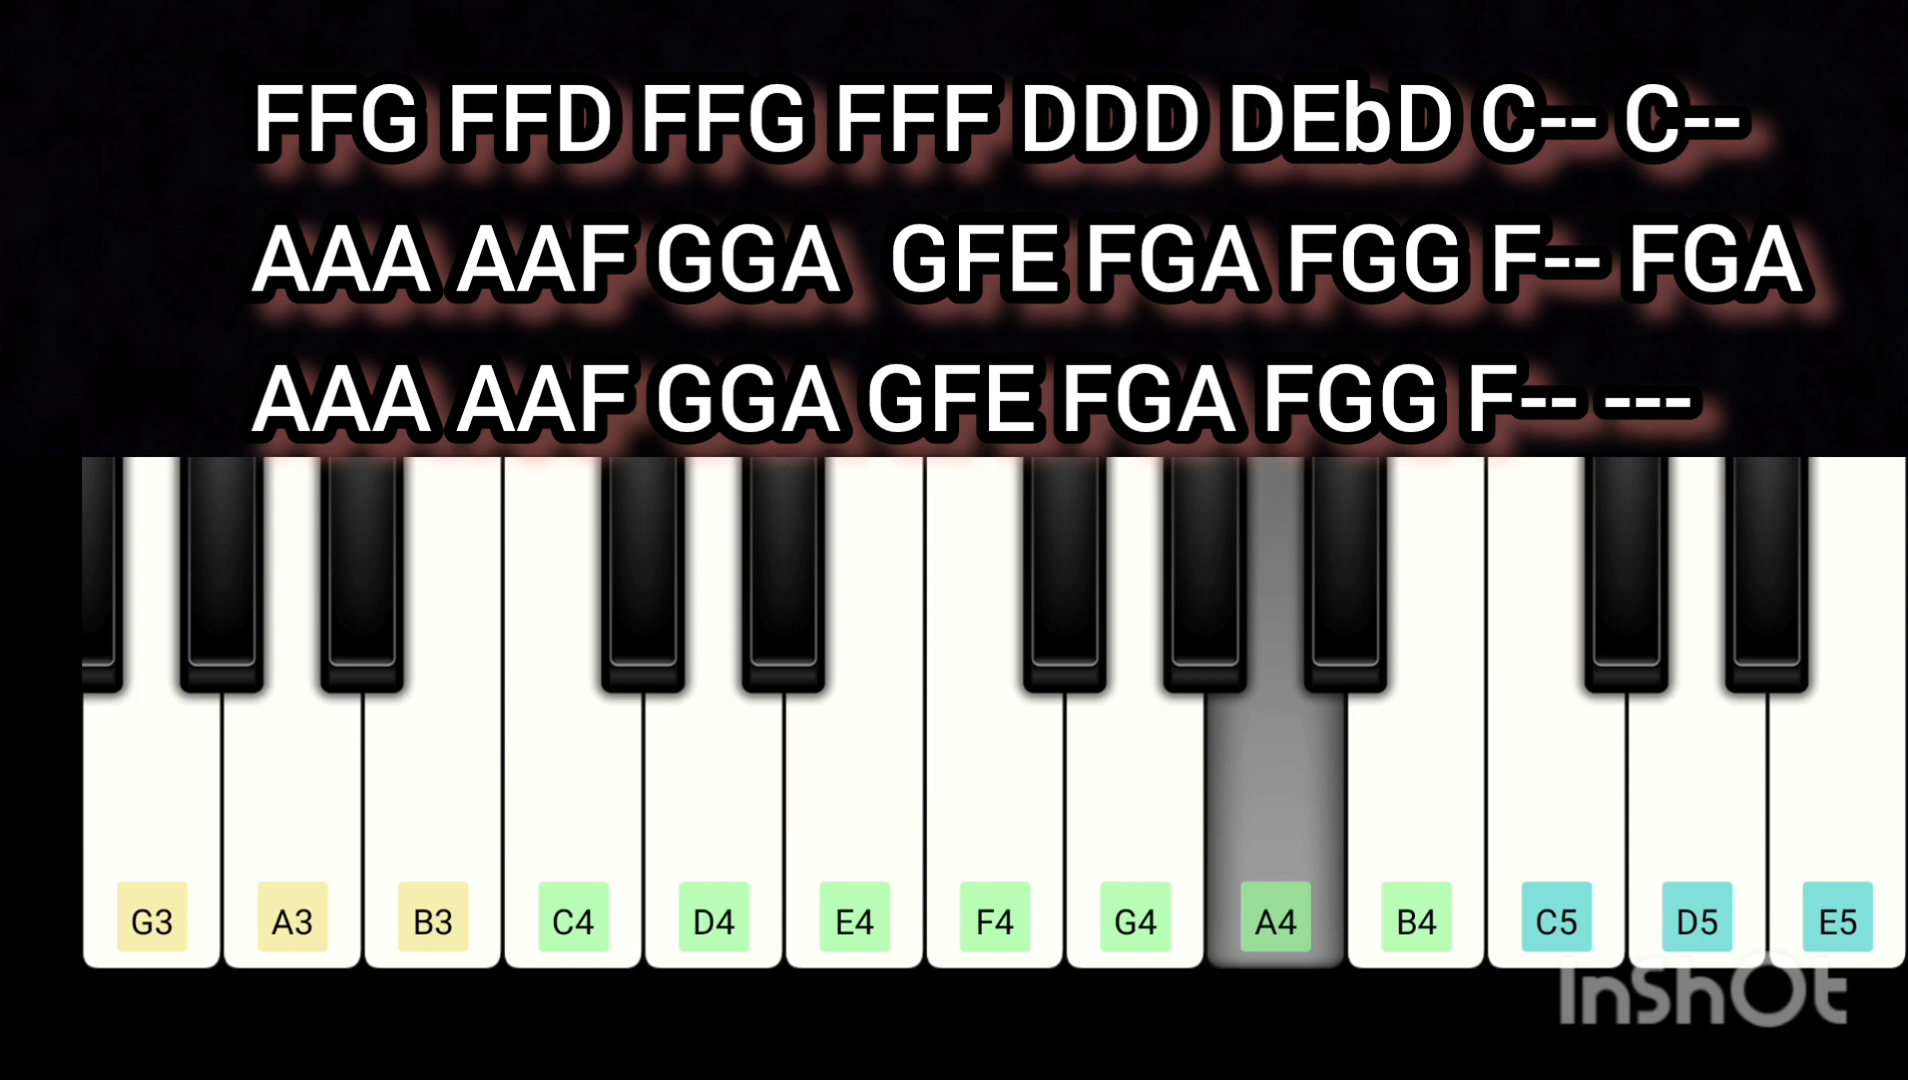 FFG FFD FFG FFF DDD DEbD C-- C--
AAA AAF GGA GFE FGA FGG F-- FGA
AAA AAF GGA GFE FGA FGG F-- ---
G3 A3 B3 C4 D4 E4 F4 G4 A4 B4 C5 D5 E5
InShOt